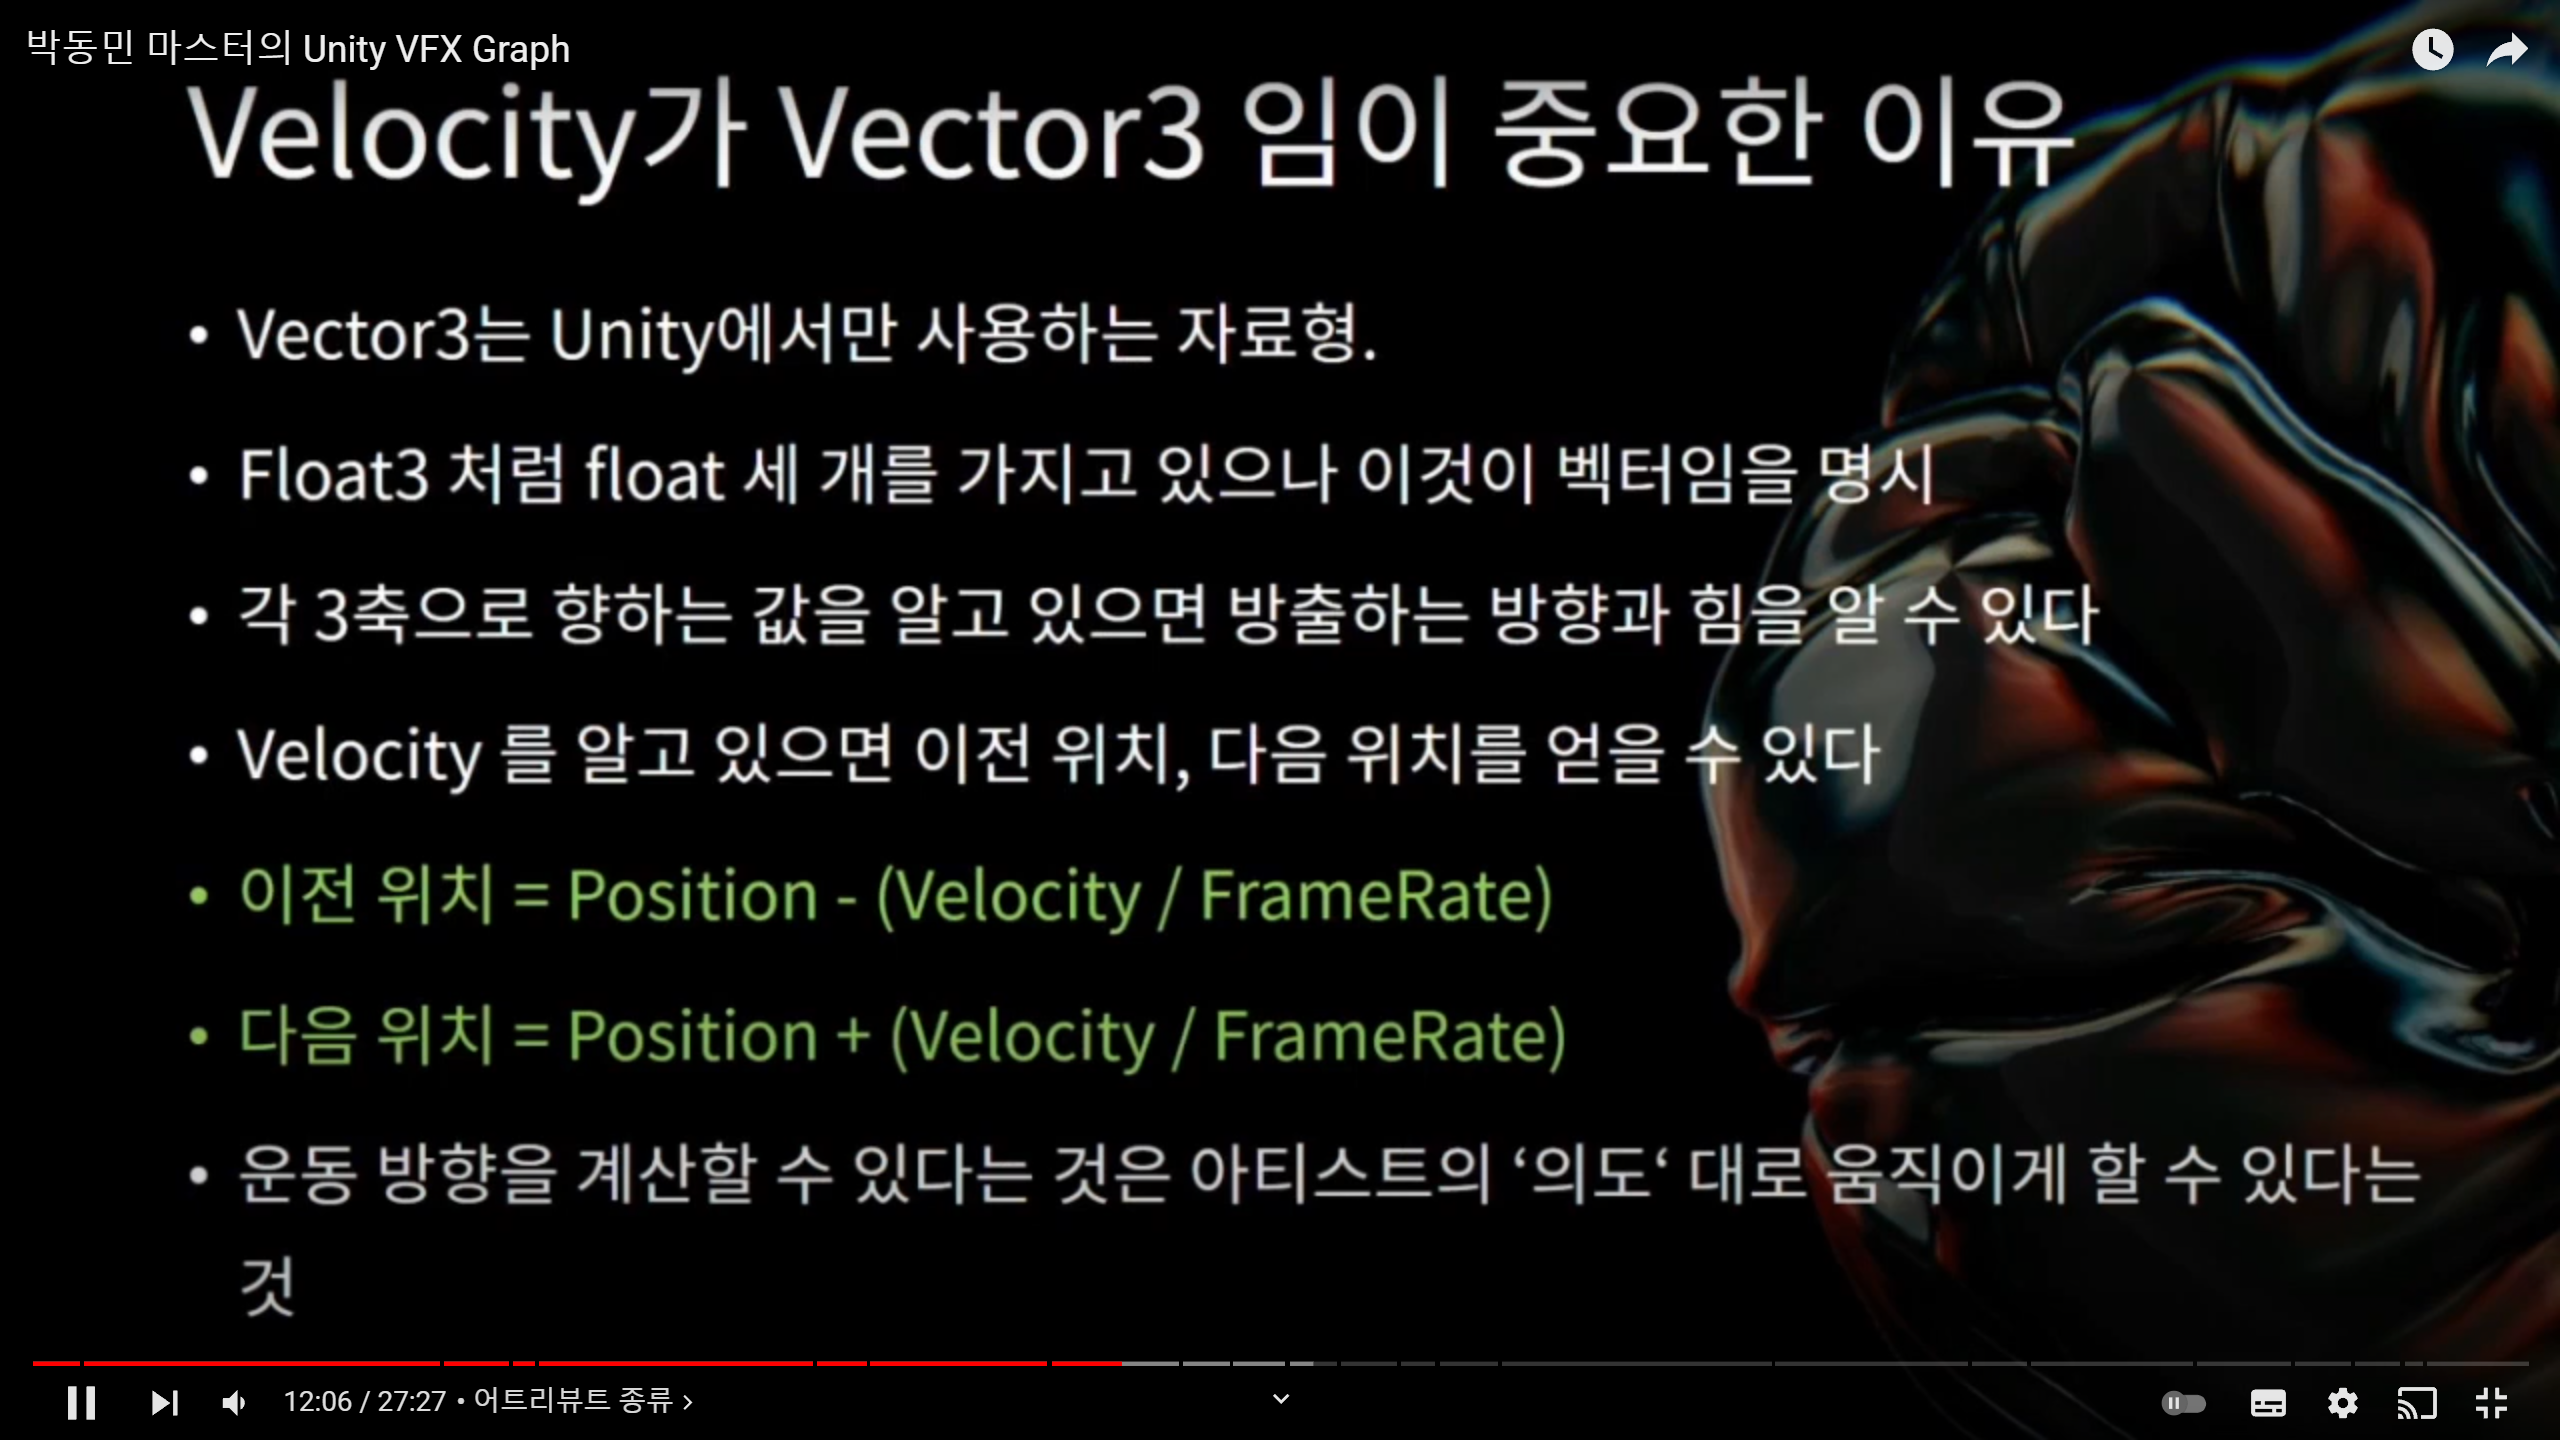 박동민 마스터의 Unity VFX Graph
Velocity가 Vector3 임이 중요한 이유
• Vector3는 Unity에서만 사용하는 자료형.
• Float3 처럼 float 세 개를 가지고 있으나 이것이 벡터임을 명시
• 각 3축으로 향하는 값을 알고 있으면 방출하는 방향과 힘을 알 수 있다
• Velocity 를 알고 있으면 이전 위치, 다음 위치를 얻을 수 있다
• 이전 위치 = Position - (Velocity / FrameRate)
• 다음 위치 = Position + (Velocity / FrameRate)
• 운동 방향을 계산할 수 있다는 것은 아티스트의 ‘의도‘ 대로 움직이게 할 수 있다는
것
12:06 / 27:27 • 어트리뷰트 종류 >